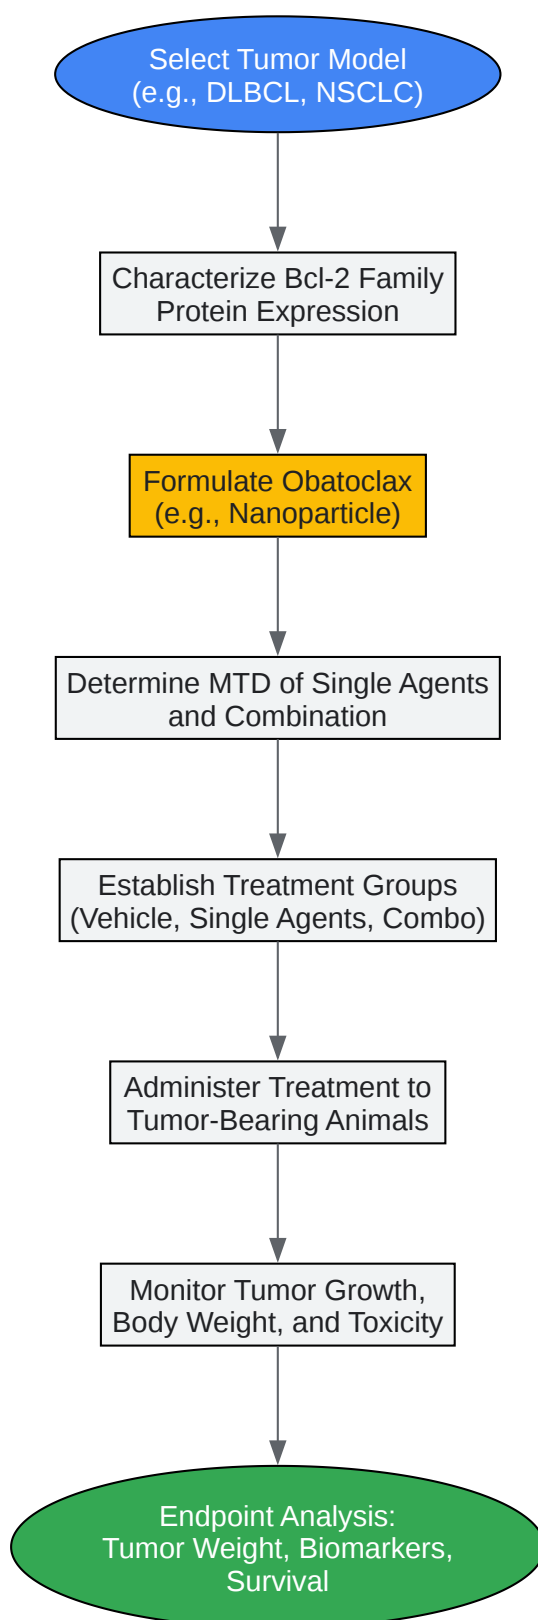 Select Tumor Model
(e.g., DLBCL, NSCLC)
Characterize Bcl-2 Family
Protein Expression
Formulate Obatoclax
(e.g., Nanoparticle)
Determine MTD of Single Agents
and Combination
Establish Treatment Groups
(Vehicle, Single Agents, Combo)
Administer Treatment to
Tumor-Bearing Animals
Monitor Tumor Growth,
Body Weight, and Toxicity
Endpoint Analysis:
Tumor Weight, Biomarkers,
Survival